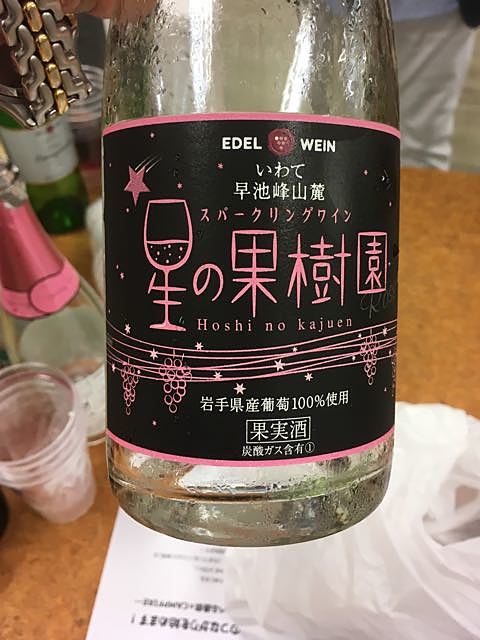 EDEL WEIN
いわて
早池峰山麓
スパークリングワイン
星の果樹園
Hoshi no kajuen
岩手県産葡萄100%使用
果実酒
炭酸ガス含有①